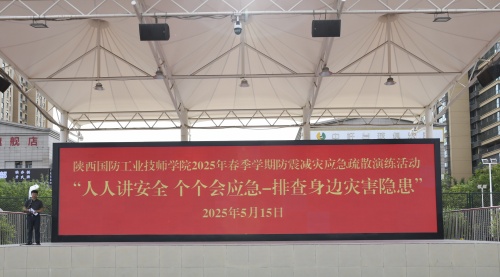 陕西国防工业技师学院2025年春季学期防震减灾应急疏散演练活动
“人人讲安全 个个会应急-排查身边灾害隐患”
2025年5月15日
旗舰店